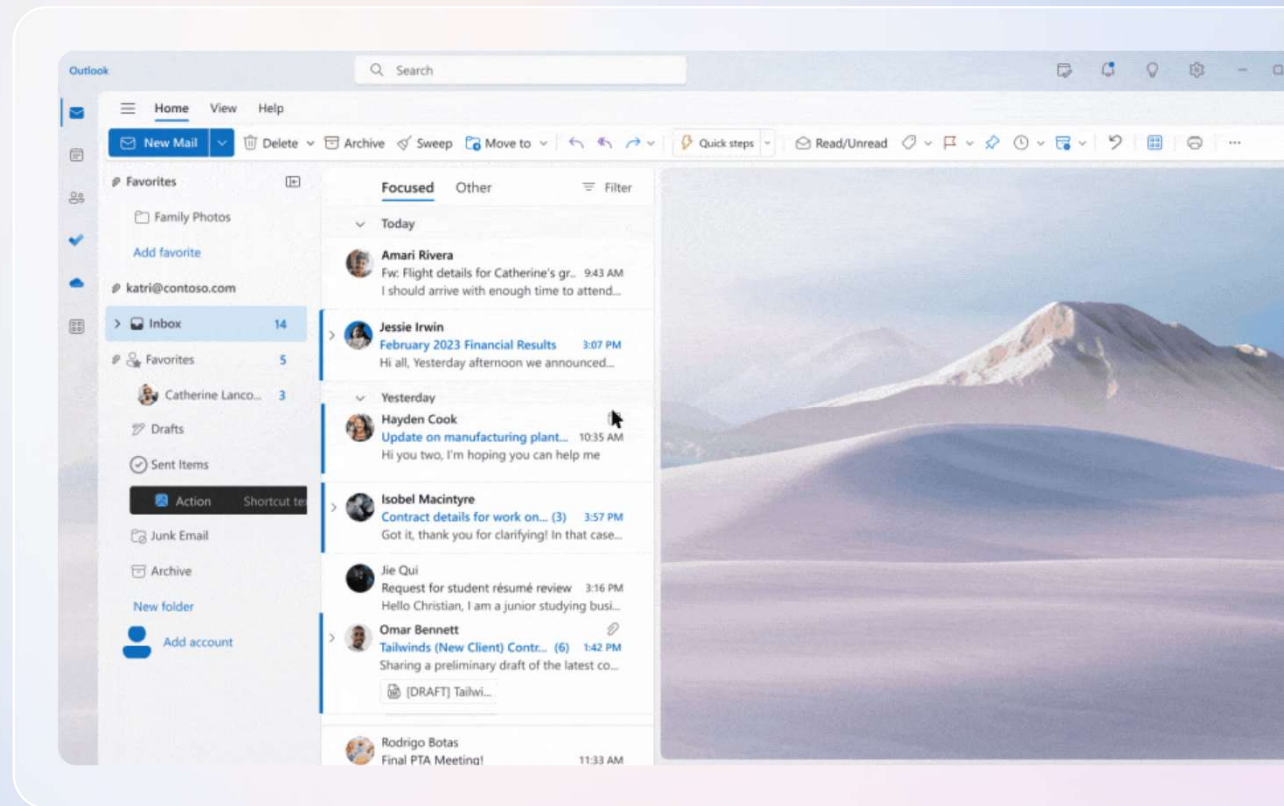 Outlook
Search
Home View Help
New Mail Delete Archive Sweep Move to Quick steps Read/Unread ...
Favorites
Family Photos
Add favorite
katri@contoso.com
Inbox 14
Favorites 5
Catherine Lanco... 3
Drafts
Sent Items
Action Shortcut
Junk Email
Archive
New folder
Add account
Focused Other Filter
Today
Amari Rivera
Fw: Flight details for Catherine's gr.. 9:43 AM
I should arrive with enough time to attend...
Jessie Irwin
February 2023 Financial Results 3:07 PM
Hi all, Yesterday afternoon we announced...
Yesterday
Hayden Cook
Update on manufacturing plant... 10:35 AM
Hi you two, I'm hoping you can help me
Isobel Macintyre
Contract details for work on... (3) 3:57 PM
Got it, thank you for clarifying! In that case...
Jie Qui
Request for student résumé review 3:16 PM
Hello Christian, I am a junior studying busi...
Omar Bennett
Tailwinds (New Client) Contr... (6) 1:42 PM
Sharing a preliminary draft of the latest co...
[DRAFT] Tailwi...
Rodrigo Botas
Final PTA Meeting! 11:33 AM